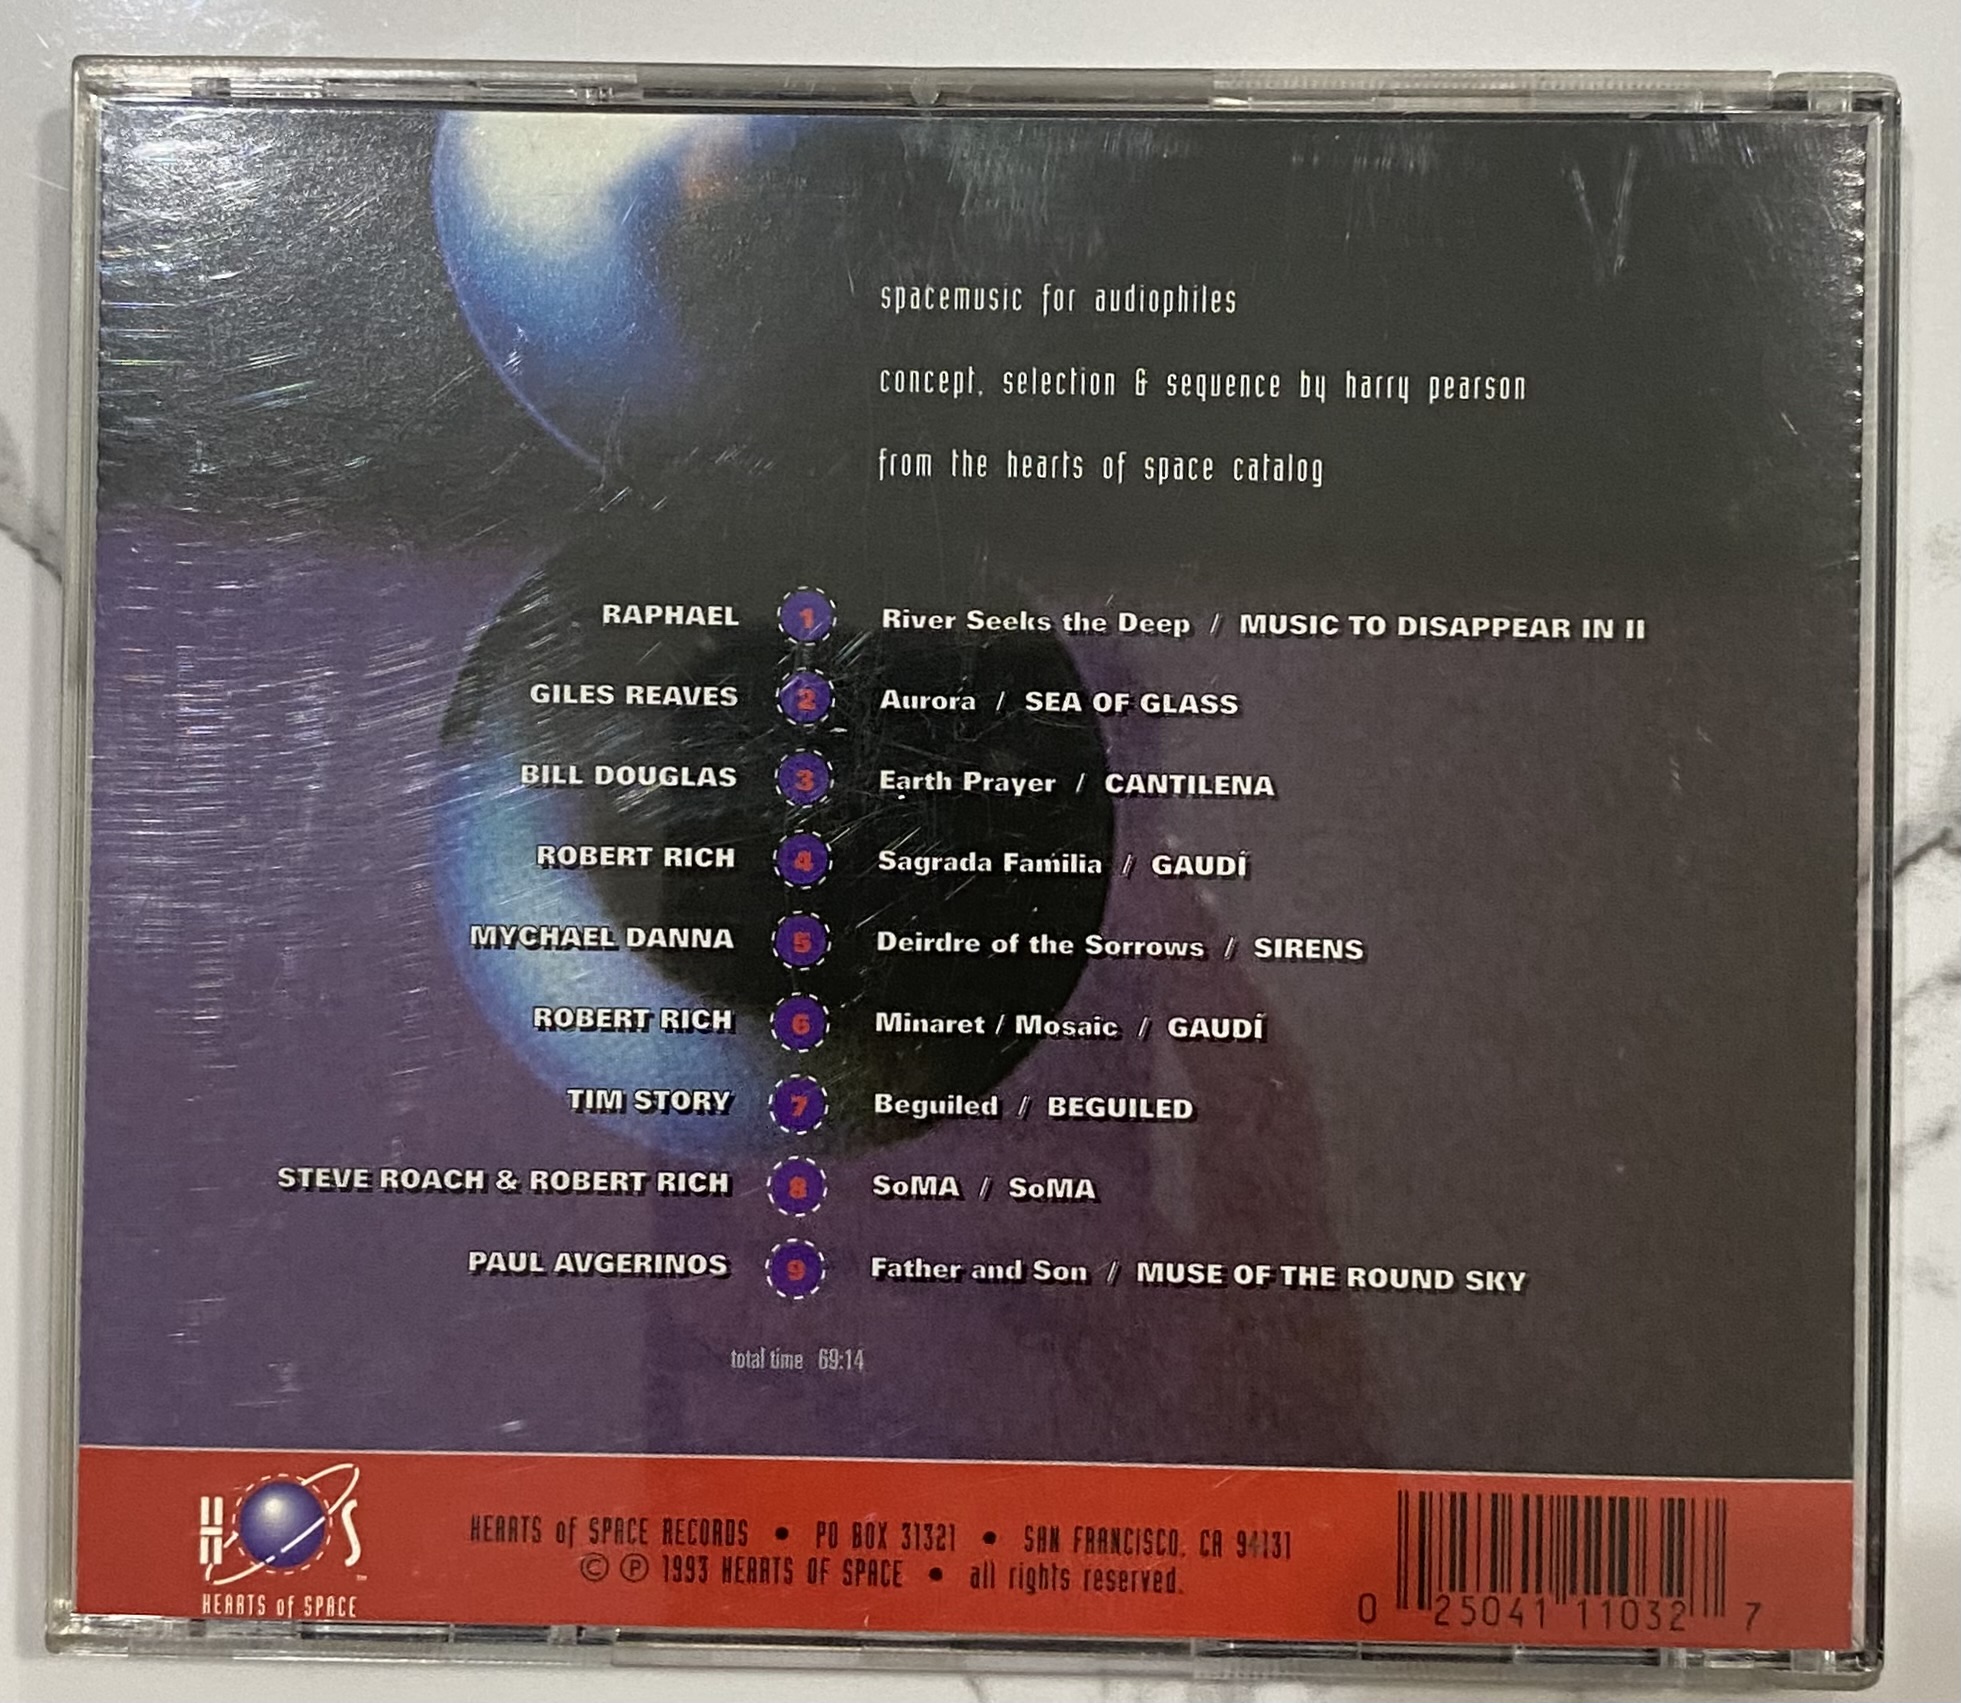 spacemusic for audiophiles
concept, selection & sequence by harry pearson
from the hearts of space catalog
RAPHAEL 1 River Seeks the Deep / MUSIC TO DISAPPEAR IN II
GILES REAVES 2 Aurora / SEA OF GLASS
BILL DOUGLAS 3 Earth Prayer / CANTILENA
ROBERT RICH 4 Sagrada Familia / GAUDÍ
MYCHAEL DANNA 5 Deirdre of the Sorrows / SIRENS
ROBERT RICH 6 Minaret / Mosaic / GAUDÍ
TIM STORY 7 Beguiled / BEGUILED
STEVE ROACH & ROBERT RICH 8 SoMA / SoMA
PAUL AVGERINOS 9 Father and Son / MUSE OF THE ROUND SKY
total time 69:14
H S ™
HEARTS of SPACE
HEARTS of SPACE RECORDS • PO BOX 31321 • SAN FRANCISCO, CA 94131
© ℗ 1993 HEARTS OF SPACE • all rights reserved.
0 25041 11032 7